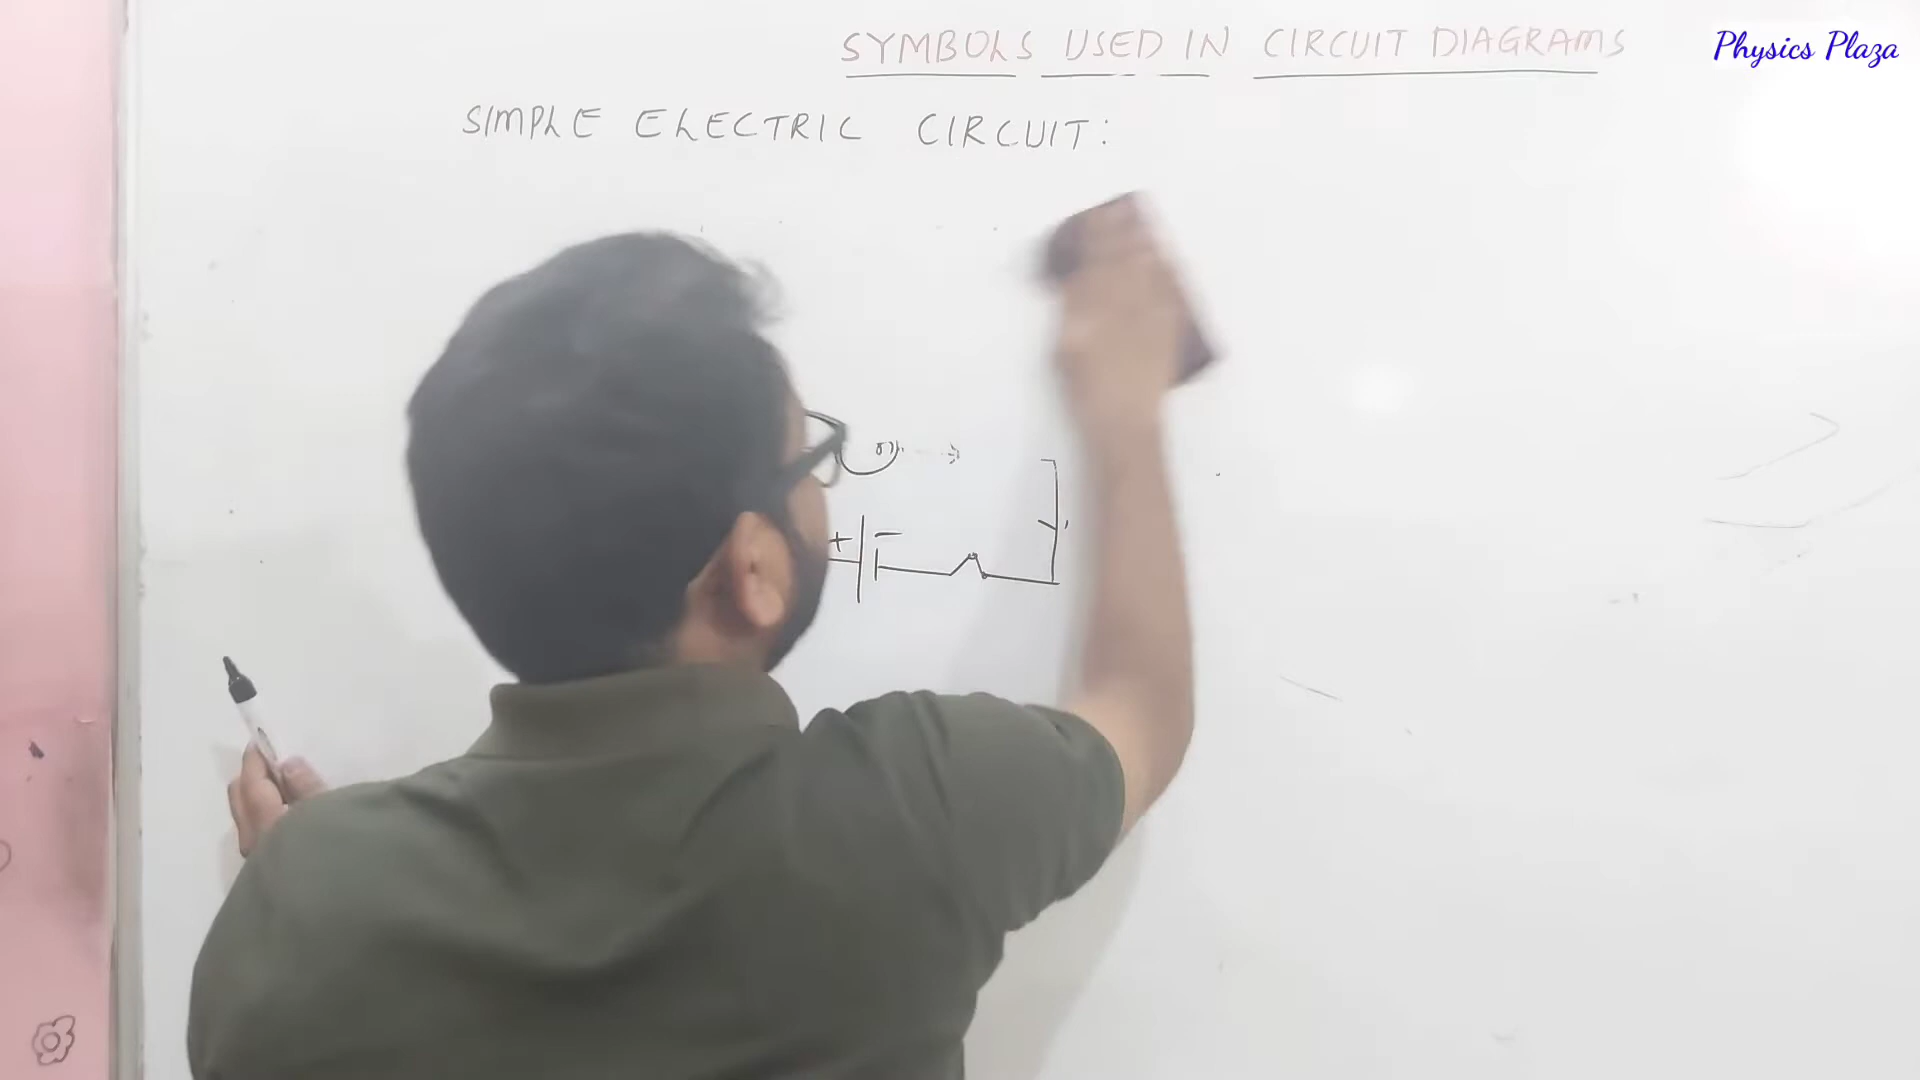 SYMBOLS USED IN CIRCUIT DIAGRAMS
Physics Plaza
SIMPLE ELECTRIC CIRCUIT:
+ −